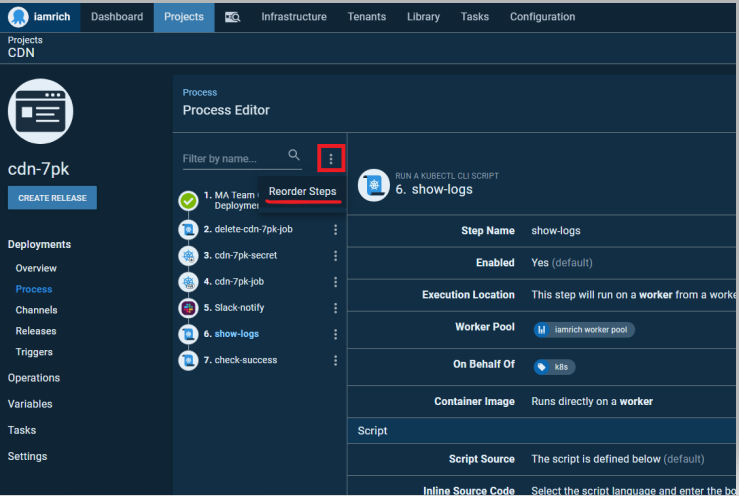 iamrich Dashboard Projects Infrastructure Tenants Library Tasks Configuration
Projects
CDN
cdn-7pk
CREATE RELEASE
Deployments
Overview
Process
Channels
Releases
Triggers
Operations
Variables
Tasks
Settings
Process
Process Editor
Filter by name...
Reorder Steps
1. MA Team
2. delete-cdn-7pk-job
3. cdn-7pk-secret
4. cdn-7pk-job
5. Slack-notify
6. show-logs
7. check-success
RUN A KUBECTL CLI SCRIPT
6. show-logs
Step Name show-logs
Enabled Yes (default)
Execution Location This step will run on a worker from a worke
Worker Pool iamrich worker pool
On Behalf Of k8s
Container Image Runs directly on a worker
Script
Script Source The script is defined below (default)
Inline Source Code Select the script language and enter the bo